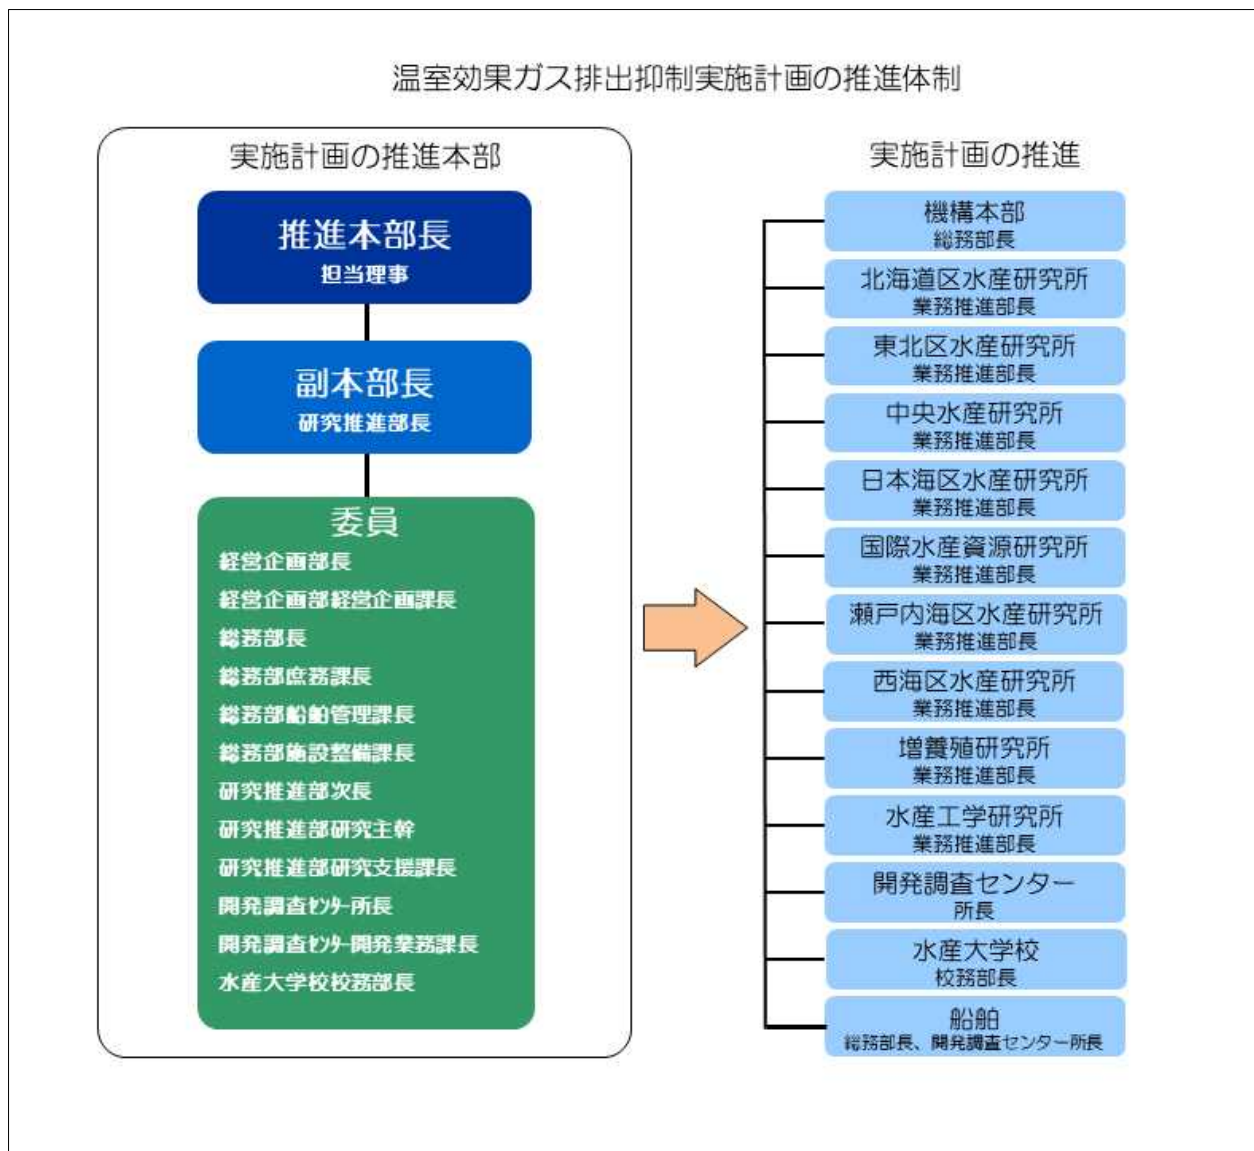 温室効果ガス排出抑制実施計画の推進体制
実施計画の推進本部
推進本部長
担当理事
副本部長
研究推進部長
委員
経営企画部長
経営企画部経営企画課長
総務部長
総務部庶務課長
総務部船舶管理課長
総務部施設整備課長
研究推進部次長
研究推進部研究主幹
研究推進部研究支援課長
開発調査ｾﾝﾀｰ所長
開発調査ｾﾝﾀｰ開発業務課長
水産大学校校務部長
実施計画の推進
機構本部
総務部長
北海道区水産研究所
業務推進部長
東北区水産研究所
業務推進部長
中央水産研究所
業務推進部長
日本海区水産研究所
業務推進部長
国際水産資源研究所
業務推進部長
瀬戸内海区水産研究所
業務推進部長
西海区水産研究所
業務推進部長
増養殖研究所
業務推進部長
水産工学研究所
業務推進部長
開発調査センター
所長
水産大学校
校務部長
船舶
総務部長、開発調査センター所長